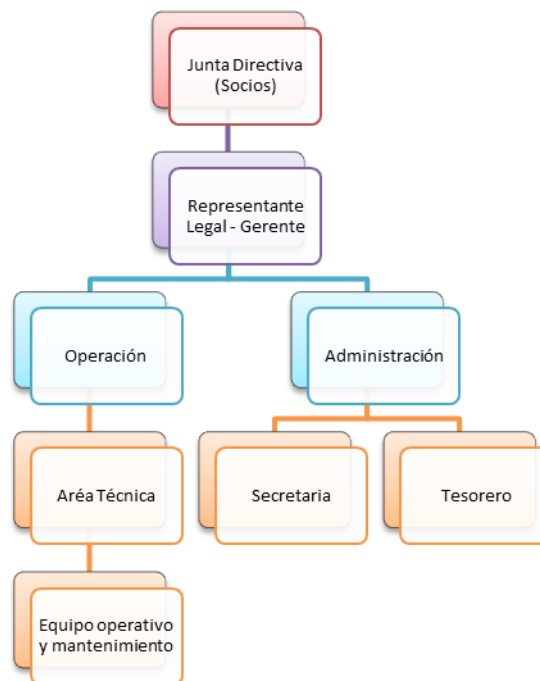 Junta Directiva
(Socios)
Representante
Legal - Gerente
Operación
Administración
Aréa Técnica
Secretaria
Tesorero
Equipo operativo
y mantenimiento